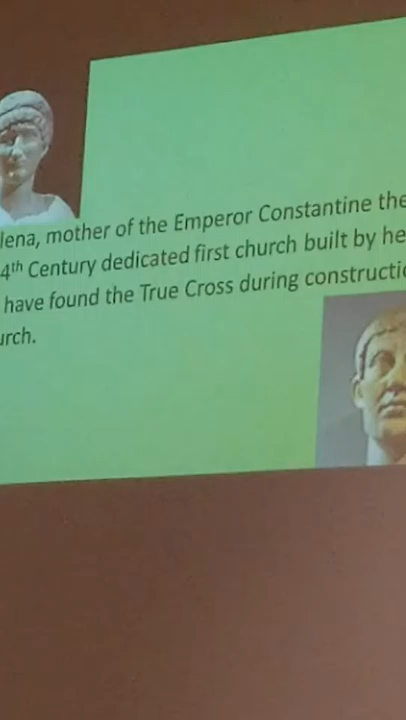 lena, mother of the Emperor Constantine the
4th Century dedicated first church built by he
have found the True Cross during constructi
urch.